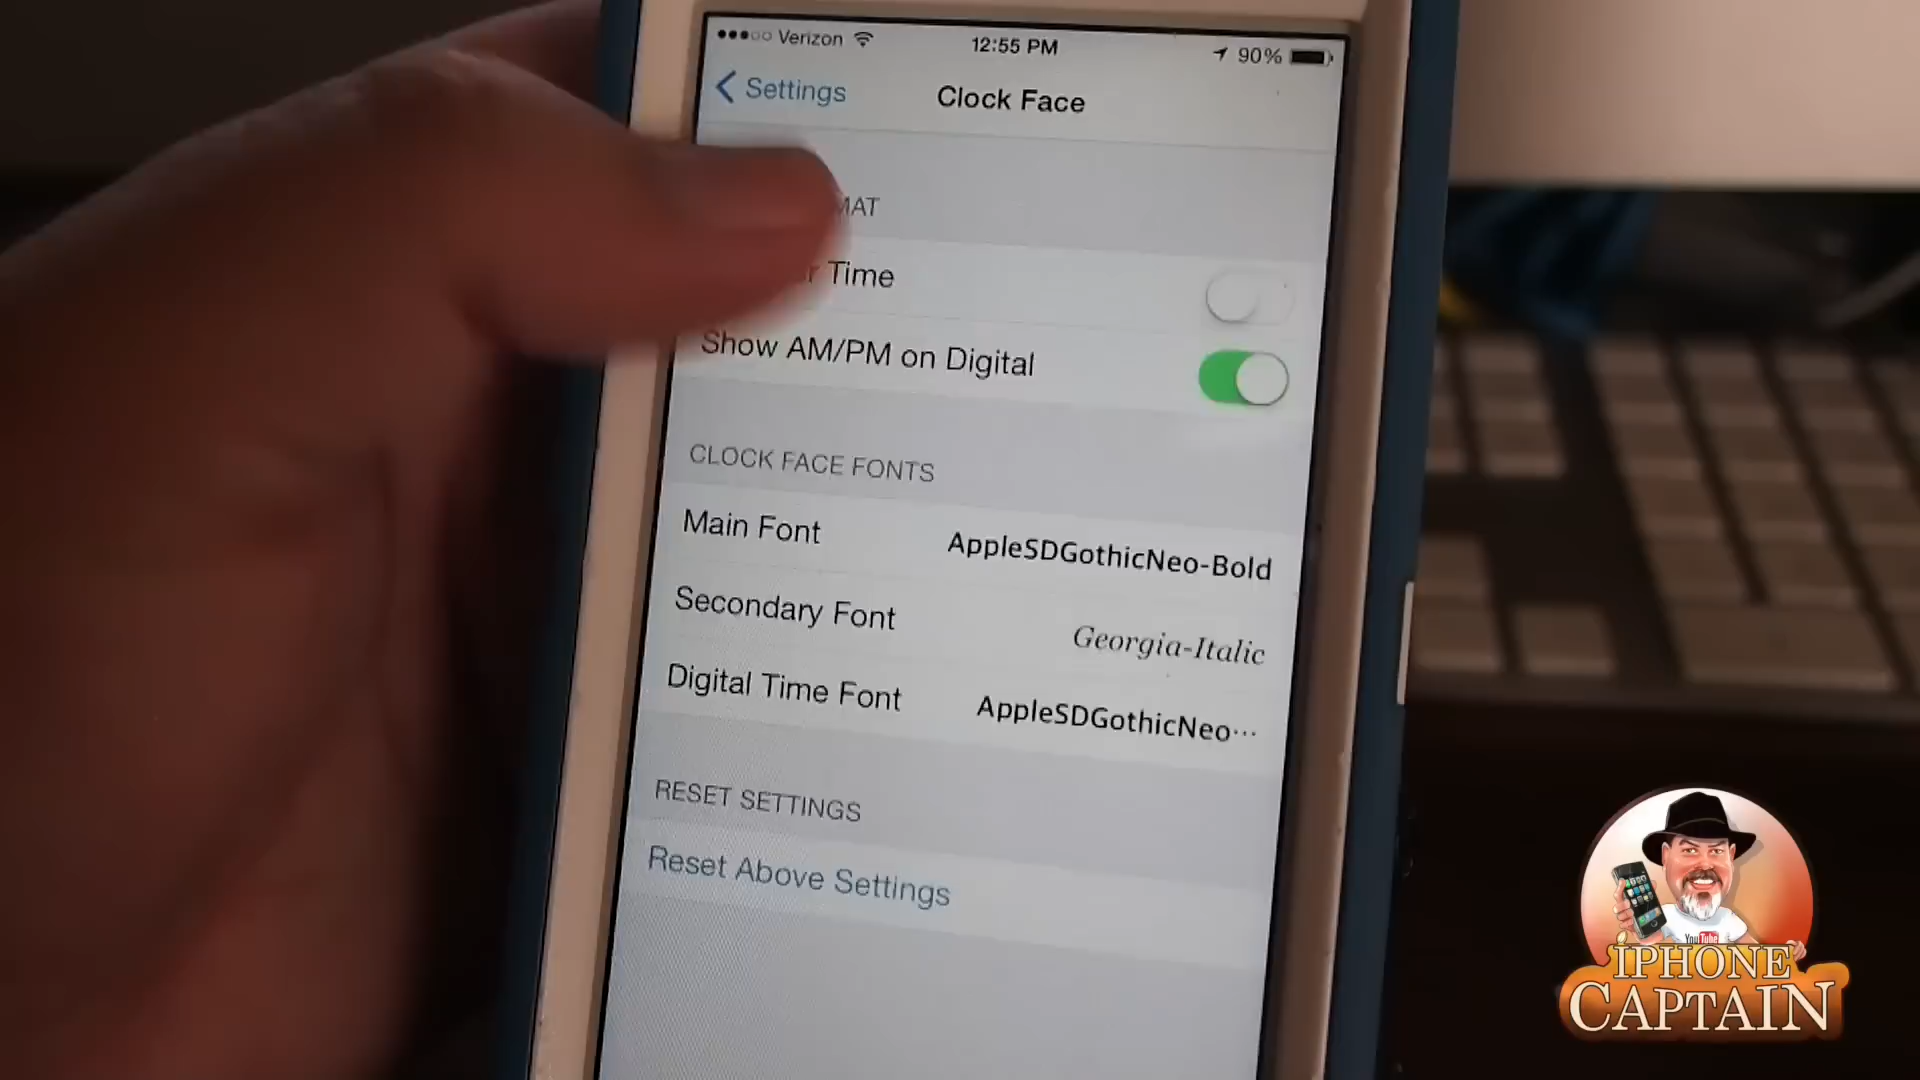 Verizon
12:55 PM
90%
Settings
Clock Face
Time
Show AM/PM on Digital
CLOCK FACE FONTS
Main Font
AppleSDGothicNeo-Bold
Secondary Font
Georgia-Italic
Digital Time Font
AppleSDGothicNeo...
RESET SETTINGS
Reset Above Settings
YouTube
IPHONE
CAPTAIN